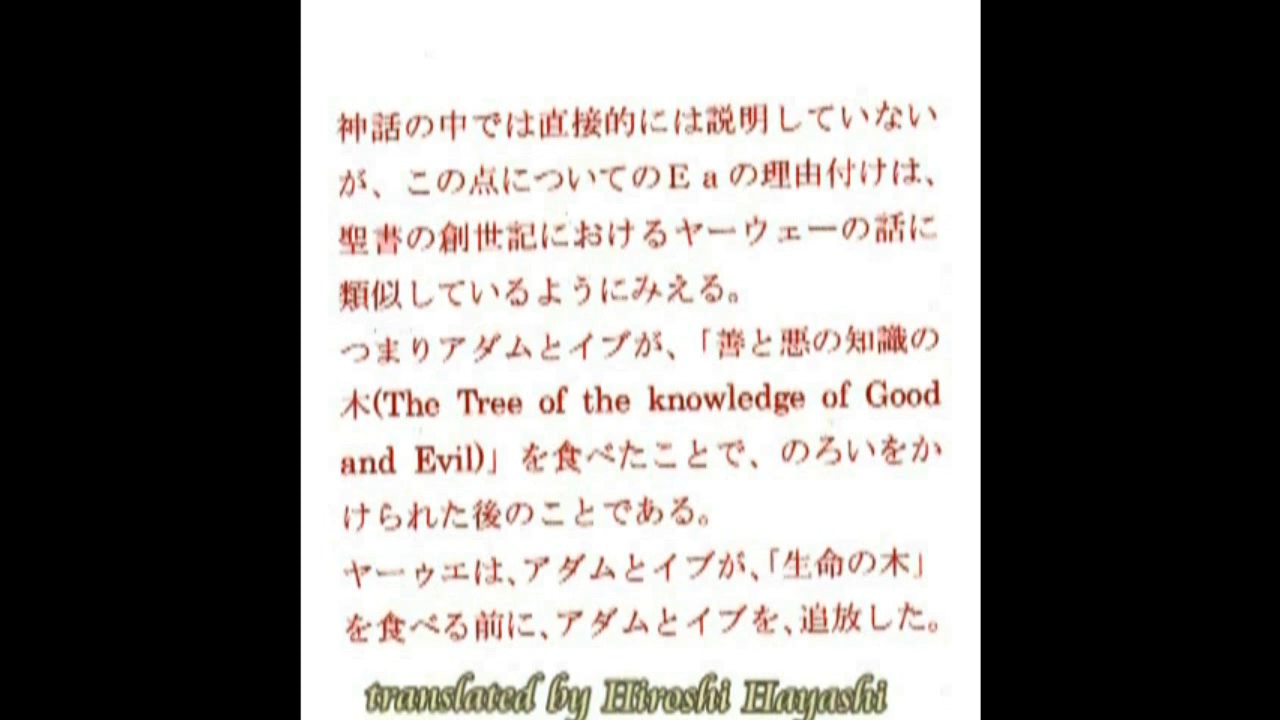 神話の中では直接的には説明していない
が、この点についてのEaの理由付けは、
聖書の創世記におけるヤーウェーの話に
類似しているようにみえる。
つまりアダムとイブが、「善と悪の知識の
木(The Tree of the knowledge of Good
and Evil)」を食べたことで、のろいをか
けられた後のことである。
ヤーゥエは、アダムとイブが、「生命の木」
を食べる前に、アダムとイブを、追放した。
translated by Hiroshi Hayashi